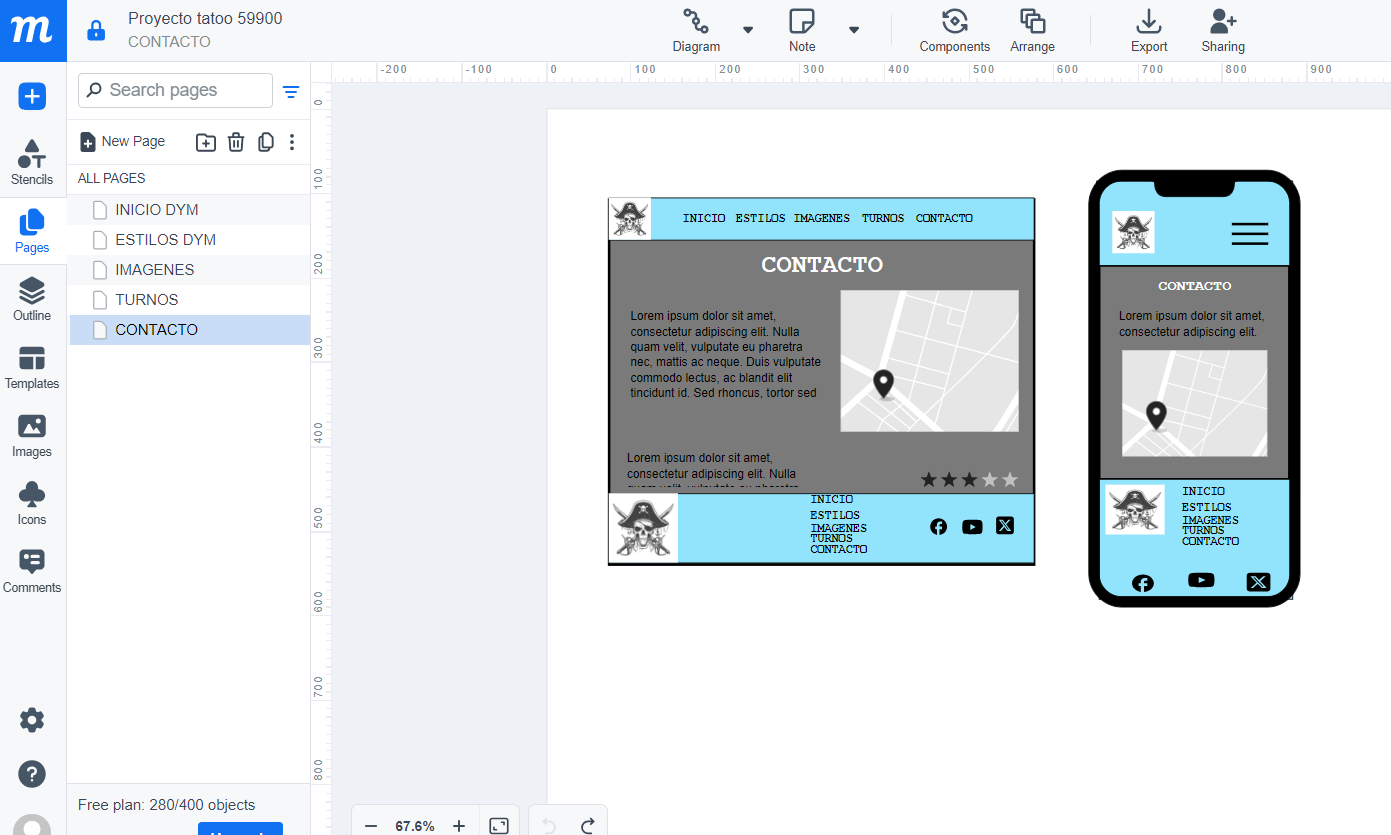 m
Proyecto tatoo 59900
CONTACTO
Diagram
Note
Components
Arrange
Export
Sharing
Search pages
New Page
ALL PAGES
INICIO DYM
ESTILOS DYM
IMAGENES
TURNOS
CONTACTO
Stencils
Pages
Outline
Templates
Images
Icons
Comments
Free plan: 280/400 objects
-200 -100 0 100 200 300 400 500 600 700 800 900
0
100
200
300
400
500
600
700
800
INICIO ESTILOS IMAGENES TURNOS CONTACTO
CONTACTO
Lorem ipsum dolor sit amet,
consectetur adipiscing elit. Nulla
quam velit, vulputate eu pharetra
nec, mattis ac neque. Duis vulputate
commodo lectus, ac blandit elit
tincidunt id. Sed rhoncus, tortor sed
Lorem ipsum dolor sit amet,
consectetur adipiscing elit. Nulla
INICIO
ESTILOS
IMAGENES
TURNOS
CONTACTO
CONTACTO
Lorem ipsum dolor sit amet,
consectetur adipiscing elit.
INICIO
ESTILOS
IMAGENES
TURNOS
CONTACTO
67.6%